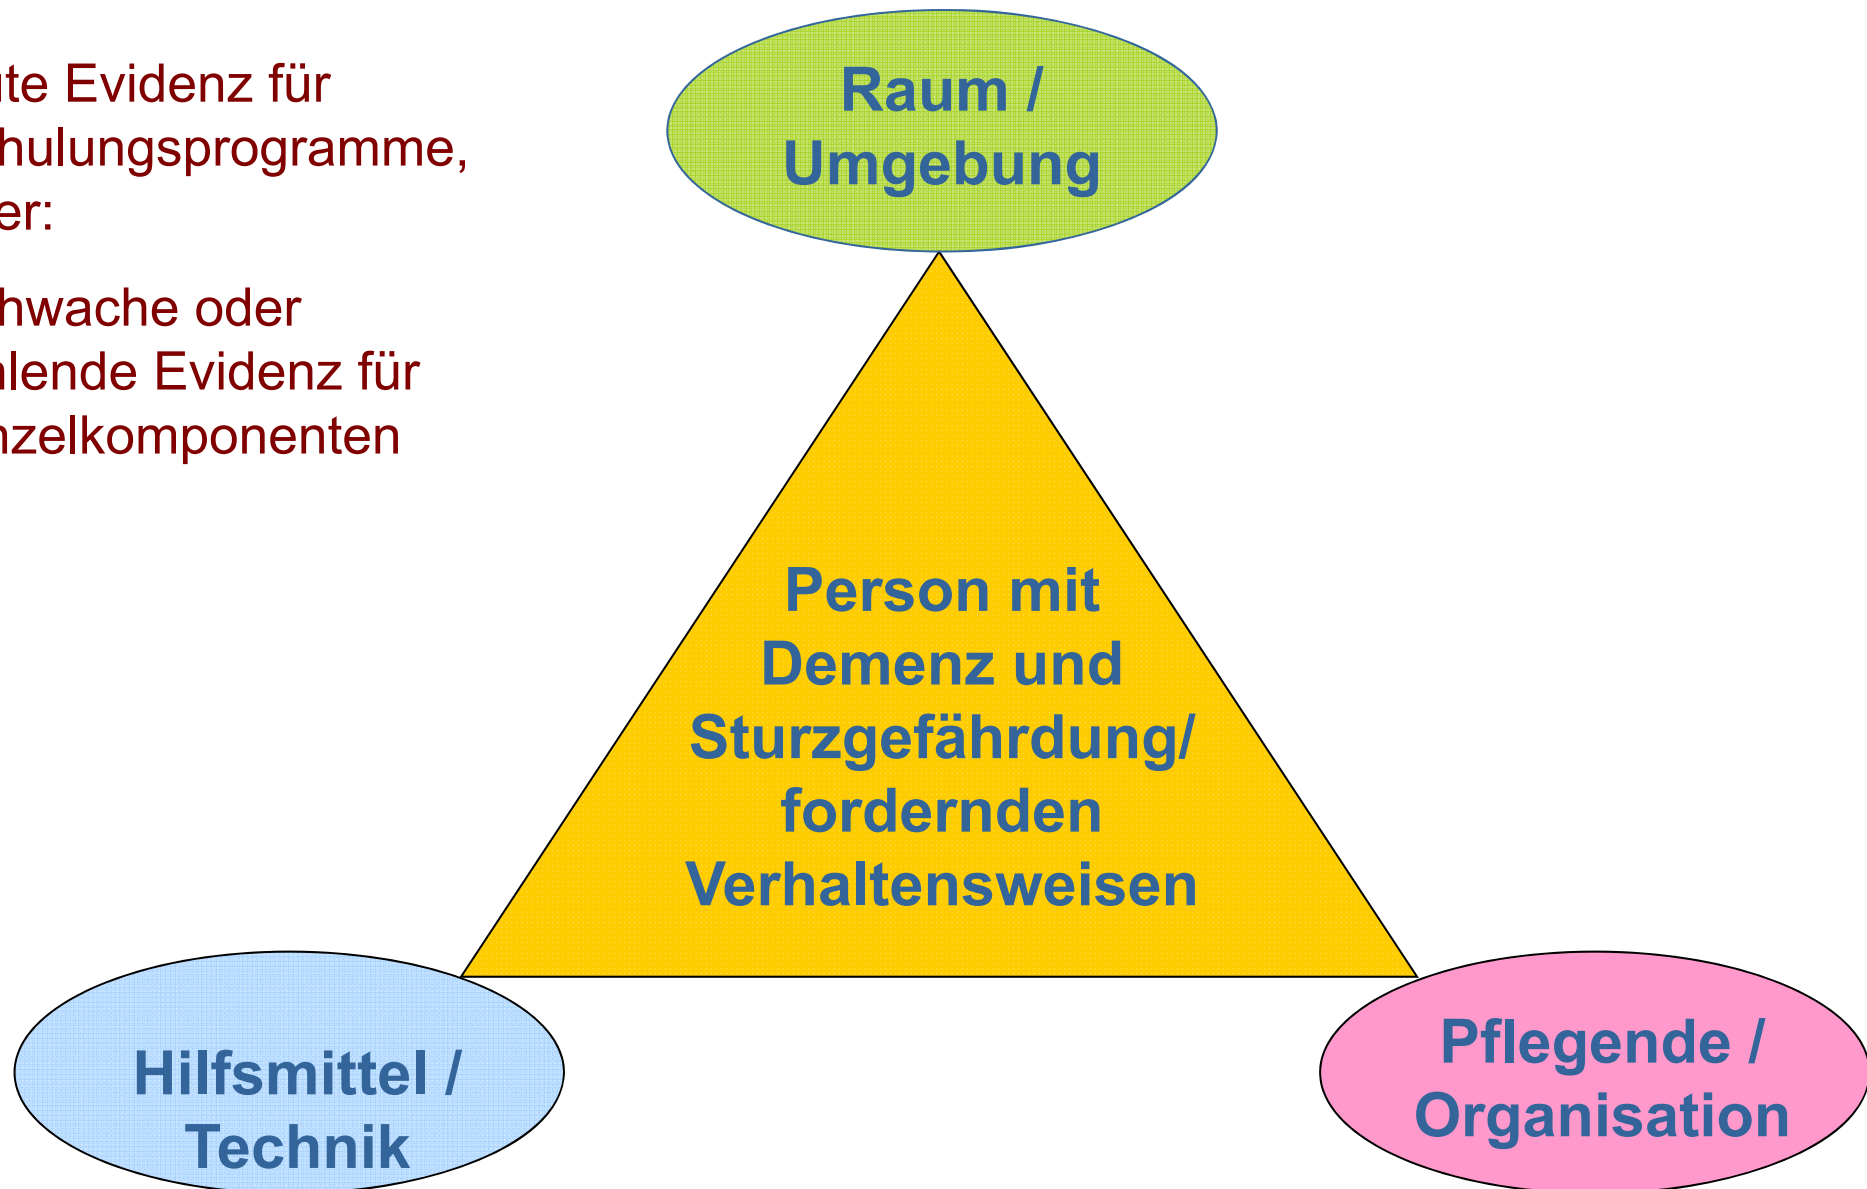 ute Evidenz für
hulungsprogramme,
er:
hwache oder
hlende Evidenz für
nzelkomponenten
Raum /
Umgebung
Person mit
Demenz und
Sturzgefährdung/
fordernden
Verhaltensweisen
Hilfsmittel /
Technik
Pflegende /
Organisation